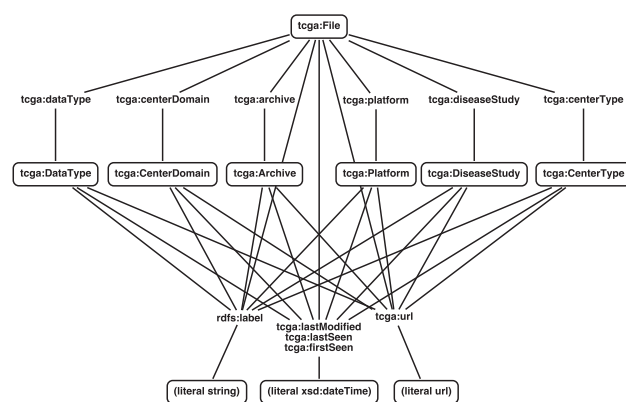 tcga:File
tcga:dataType tcga:centerDomain tcga:archive tcga:platform tcga:diseaseStudy tcga:centerType
tcga:DataType tcga:CenterDomain tcga:Archive tcga:Platform tcga:DiseaseStudy tcga:CenterType
rdfs:label tcga:lastModified tcga:url
tcga:lastSeen
tcga:firstSeen
(literal string) (literal xsd:dateTime) (literal url)